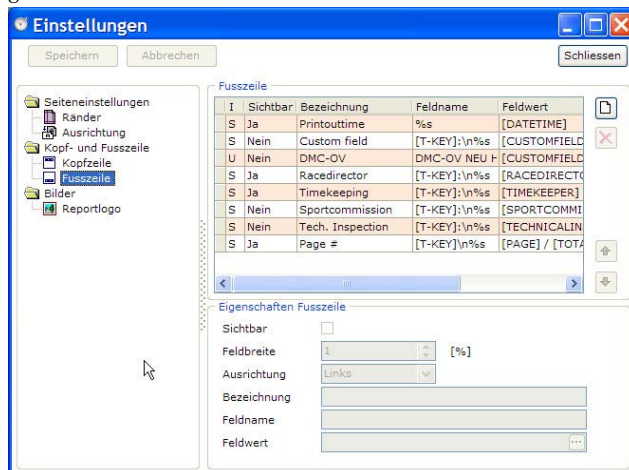 Einstellungen
Speichern Abbrechen Schliessen
Seiteneinstellungen
Ränder
Ausrichtung
Kopf- und Fusszeile
Kopfzeile
Fusszeile
Bilder
Reportlogo
Fusszeile
I Sichtbar Bezeichnung Feldname Feldwert
S Ja Printouttime %s [DATETIME]
S Nein Custom field [T-KEY]:\n%s [CUSTOMFIELD
U Nein DMC-OV DMC-OV NEU H [CUSTOMFIELD
S Ja Racedirector [T-KEY]:\n%s [RACEDIRECTO
S Ja Timekeeping [T-KEY]:\n%s [TIMEKEEPER]
S Nein Sportcommission [T-KEY]:\n%s [SPORTCOMMI
S Nein Tech. Inspection [T-KEY]:\n%s [TECHNICALIN
S Ja Page # [T-KEY]\n%s [PAGE] / [TOTA
Eigenschaften Fusszeile
Sichtbar
Feldbreite 1 [%]
Ausrichtung Links
Bezeichnung
Feldname
Feldwert ...